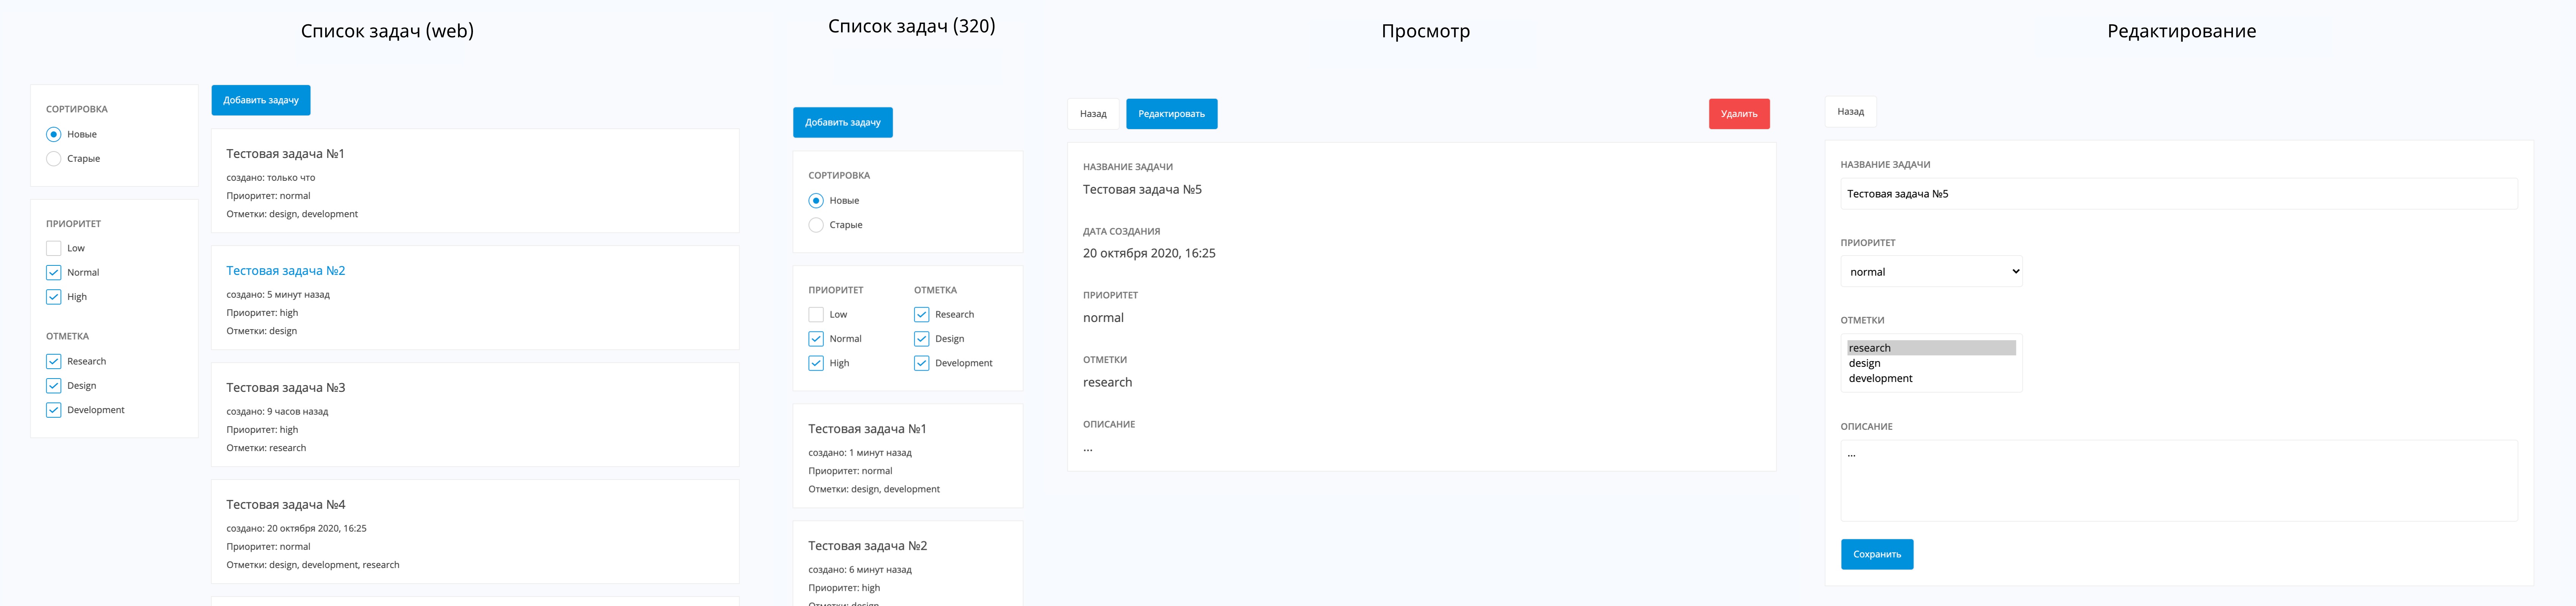 Список задач (web)
СОРТИРОВКА
Новые
Старые
ПРИОРИТЕТ
Low
Normal
High
ОТМЕТКА
Research
Design
Development
Добавить задачу
Тестовая задача №1
создано: только что
Приоритет: normal
Отметки: design, development
Тестовая задача №2
создано: 5 минут назад
Приоритет: high
Отметки: design
Тестовая задача №3
создано: 9 часов назад
Приоритет: high
Отметки: research
Тестовая задача №4
создано: 20 октября 2020, 16:25
Приоритет: normal
Отметки: design, development, research
Список задач (320)
Добавить задачу
СОРТИРОВКА
Новые
Старые
ПРИОРИТЕТ
Low
Normal
High
ОТМЕТКА
Research
Design
Development
Тестовая задача №1
создано: 1 минут назад
Приоритет: normal
Отметки: design, development
Тестовая задача №2
создано: 6 минут назад
Приоритет: high
Отметки: design
Просмотр
Назад
Редактировать
Удалить
НАЗВАНИЕ ЗАДАЧИ
Тестовая задача №5
ДАТА СОЗДАНИЯ
20 октября 2020, 16:25
ПРИОРИТЕТ
normal
ОТМЕТКИ
research
ОПИСАНИЕ
...
Редактирование
Назад
НАЗВАНИЕ ЗАДАЧИ
Тестовая задача №5
ПРИОРИТЕТ
normal
ОТМЕТКИ
research
design
development
ОПИСАНИЕ
...
Сохранить